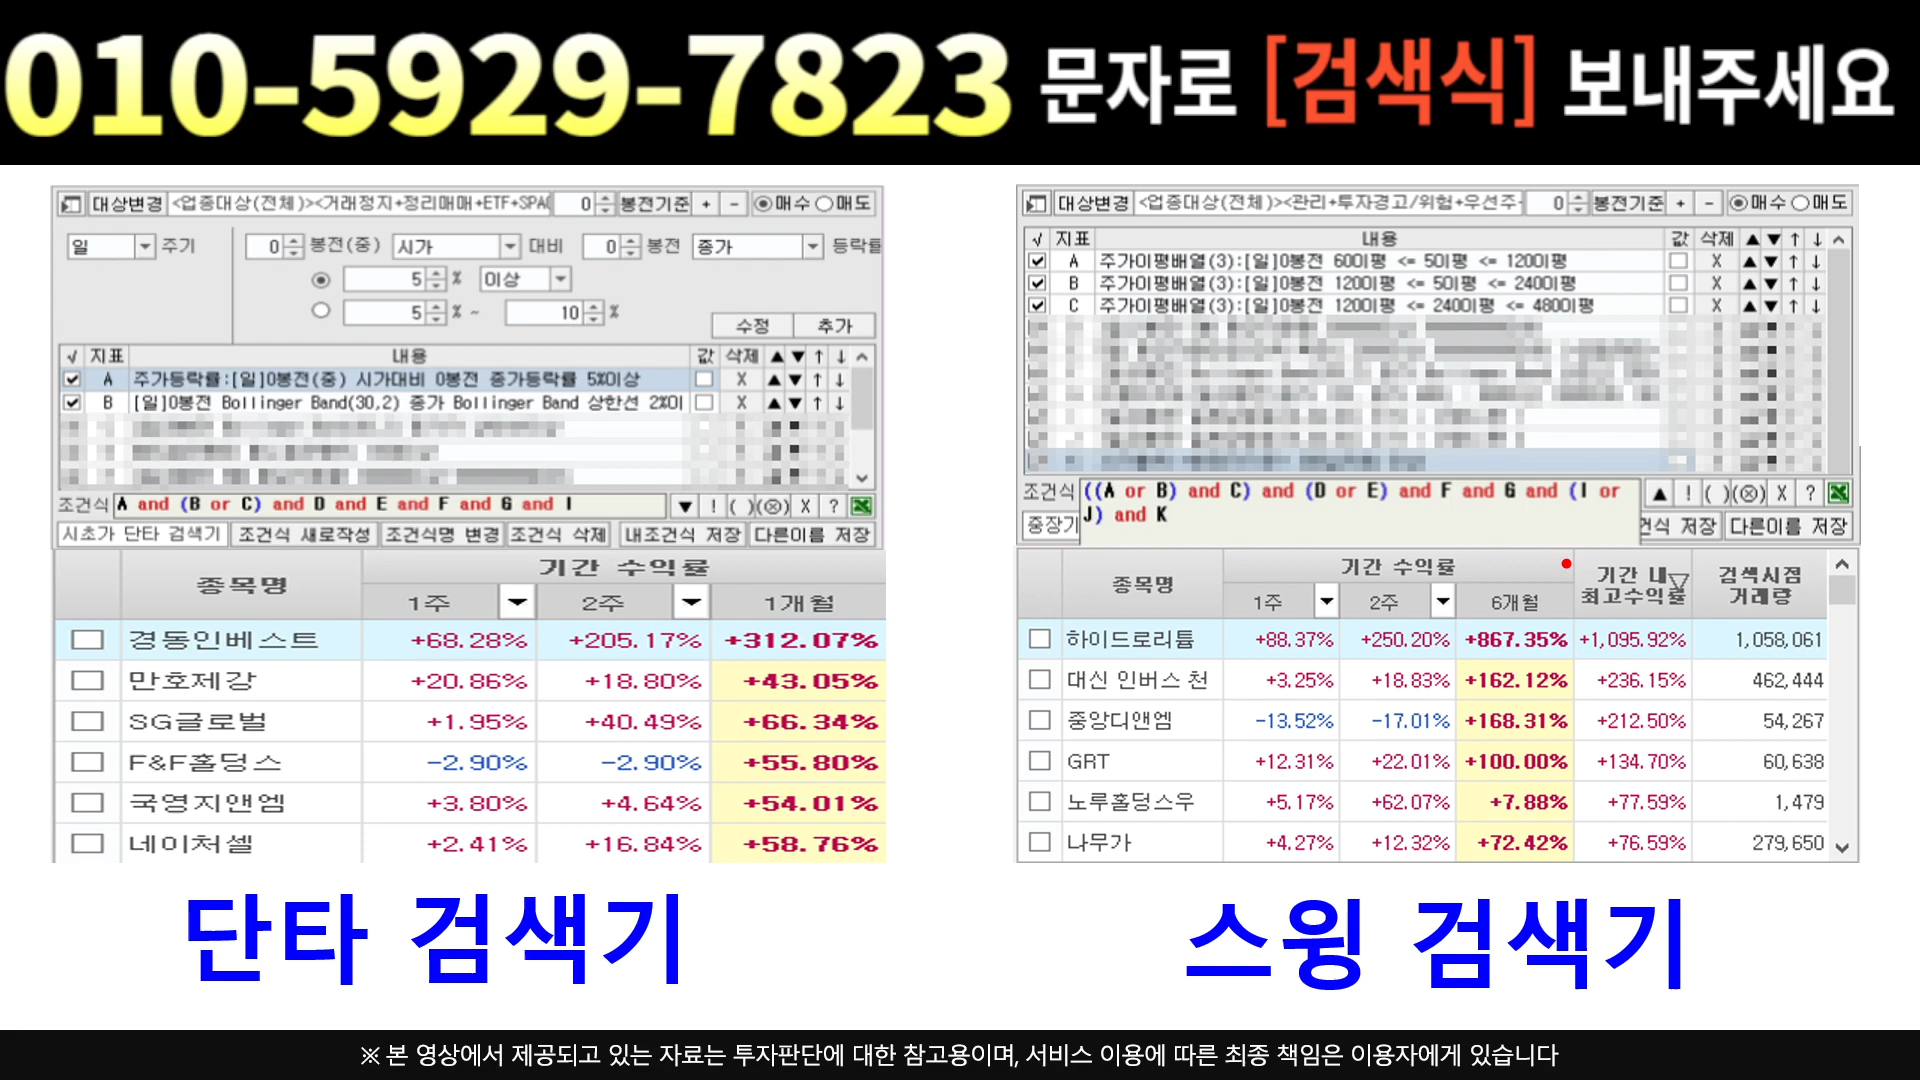 010-5929-7823 문자로 [검색식] 보내주세요
대상변경 <업종대상(전체)><거래정지+정리매매+ETF+SPAC 0 봉전기준 + - 매수 매도
일 주기 0 봉전(중) 시가 대비 0 봉전 종가 등락률
5 % 이상
5 % ~ 10 %
수정 추가
√ 지표 내용 값 삭제 ▲ ▼ ↑ ↓
A 주가등락률:[일]0봉전(중) 시가대비 0봉전 종가등락률 5%이상 X ▲ ▼ ↑ ↓
B [일]0봉전 Bollinger Band(30,2) 종가 Bollinger Band 상한선 2%이 X ▲ ▼ ↑ ↓
조건식 A and (B or C) and D and E and F and G and I ▼ ! ( ) (⊗) X ?
시초가 단타 검색기 조건식 새로작성 조건식명 변경 조건식 삭제 내조건식 저장 다른이름 저장
종목명 기간 수익률
1주 2주 1개월
경동인베스트 +68.28% +205.17% +312.07%
만호제강 +20.86% +18.80% +43.05%
SG글로벌 +1.95% +40.49% +66.34%
F&F홀딩스 -2.90% -2.90% +55.80%
국영지앤엠 +3.80% +4.64% +54.01%
네이처셀 +2.41% +16.84% +58.76%
단타 검색기
대상변경 <업종대상(전체)><관리+투자경고/위험+우선주+ 0 봉전기준 + - 매수 매도
√ 지표 내용 값 삭제 ▲ ▼ ↑ ↓
A 주가이평배열(3):[일]0봉전 60이평 <= 5이평 <= 120이평 X ▲ ▼ ↑ ↓
B 주가이평배열(3):[일]0봉전 120이평 <= 5이평 <= 240이평 X ▲ ▼ ↑ ↓
C 주가이평배열(3):[일]0봉전 120이평 <= 240이평 <= 480이평 X ▲ ▼ ↑ ↓
조건식 ((A or B) and C) and (D or E) and F and G and (I or ▲ ! ( ) (⊗) X ?
중장기 J) and K 건식 저장 다른이름 저장
종목명 기간 수익률 기간 내 최고수익률 검색시점 거래량
1주 2주 6개월
하이드로리튬 +88.37% +250.20% +867.35% +1,095.92% 1,058,061
대신 인버스 천 +3.25% +18.83% +162.12% +236.15% 462,444
중앙디앤엠 -13.52% -17.01% +168.31% +212.50% 54,267
GRT +12.31% +22.01% +100.00% +134.70% 60,638
노루홀딩스우 +5.17% +62.07% +7.88% +77.59% 1,479
나무가 +4.27% +12.32% +72.42% +76.59% 279,650
스윙 검색기
※ 본 영상에서 제공되고 있는 자료는 투자판단에 대한 참고용이며, 서비스 이용에 따른 최종 책임은 이용자에게 있습니다